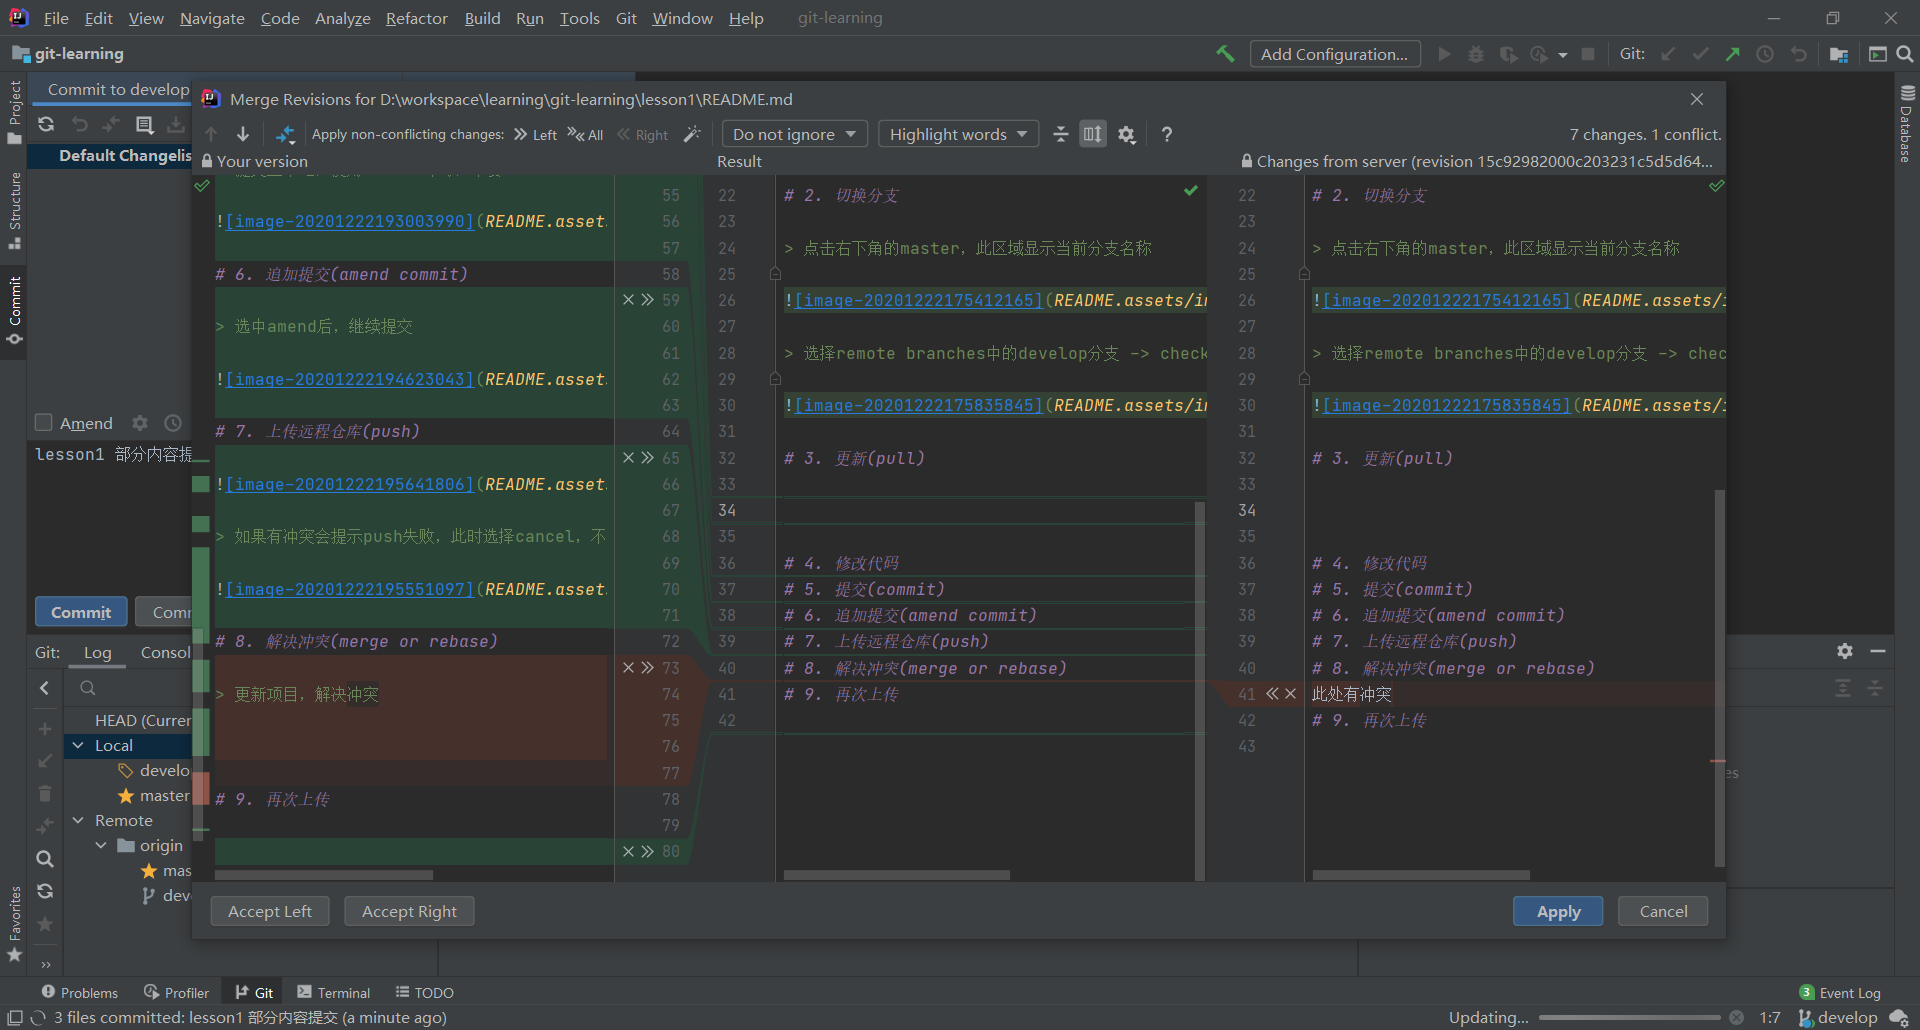 File Edit View Navigate Code Analyze Refactor Build Run Tools Git Window Help git-learning
git-learning Add Configuration... Git:
Project
Structure
Commit
Favorites
Database
Commit to develop
Default Changelis
Amend
lesson1 部分内容提
Commit Comm
Git: Log Consol
HEAD (Currer
Local
develo
master
Remote
origin
mas
dev
Merge Revisions for D:\workspace\learning\git-learning\lesson1\README.md
Apply non-conflicting changes: Left All Right Do not ignore Highlight words ? 7 changes. 1 conflict.
Your version
55
![image-20201222193003990](README.asset. 56
57
# 6. 追加提交(amend commit) 58
59
> 选中amend后, 继续提交 60
61
![image-20201222194623043](README.asset. 62
63
# 7. 上传远程仓库(push) 64
65
![image-20201222195641806](README.asset. 66
67
> 如果有冲突会提示push失败, 此时选择cancel, 不 68
69
![image-20201222195551097](README.asset. 70
71
# 8. 解决冲突(merge or rebase) 72
73
> 更新项目, 解决冲突 74
75
76
77
# 9. 再次上传 78
79
80
Result
22 # 2. 切换分支
23
24 > 点击右下角的master, 此区域显示当前分支名称
25
26 ![image-20201222175412165](README.assets/i
27
28 > 选择remote branches中的develop分支 -> check
29
30 ![image-20201222175835845](README.assets/i
31
32 # 3. 更新(pull)
33
34
35
36 # 4. 修改代码
37 # 5. 提交(commit)
38 # 6. 追加提交(amend commit)
39 # 7. 上传远程仓库(push)
40 # 8. 解决冲突(merge or rebase)
41 # 9. 再次上传
42
Changes from server (revision 15c92982000c203231c5d5d64...
22 # 2. 切换分支
23
24 > 点击右下角的master, 此区域显示当前分支名称
25
26 ![image-20201222175412165](README.assets/
27
28 > 选择remote branches中的develop分支 -> chec
29
30 ![image-20201222175835845](README.assets/
31
32 # 3. 更新(pull)
33
34
35
36 # 4. 修改代码
37 # 5. 提交(commit)
38 # 6. 追加提交(amend commit)
39 # 7. 上传远程仓库(push)
40 # 8. 解决冲突(merge or rebase)
41 此处有冲突
42 # 9. 再次上传
43
es
Accept Left Accept Right Apply Cancel
Problems Profiler Git Terminal TODO 3 Event Log
3 files committed: lesson1 部分内容提交 (a minute ago) Updating... 1:7 develop